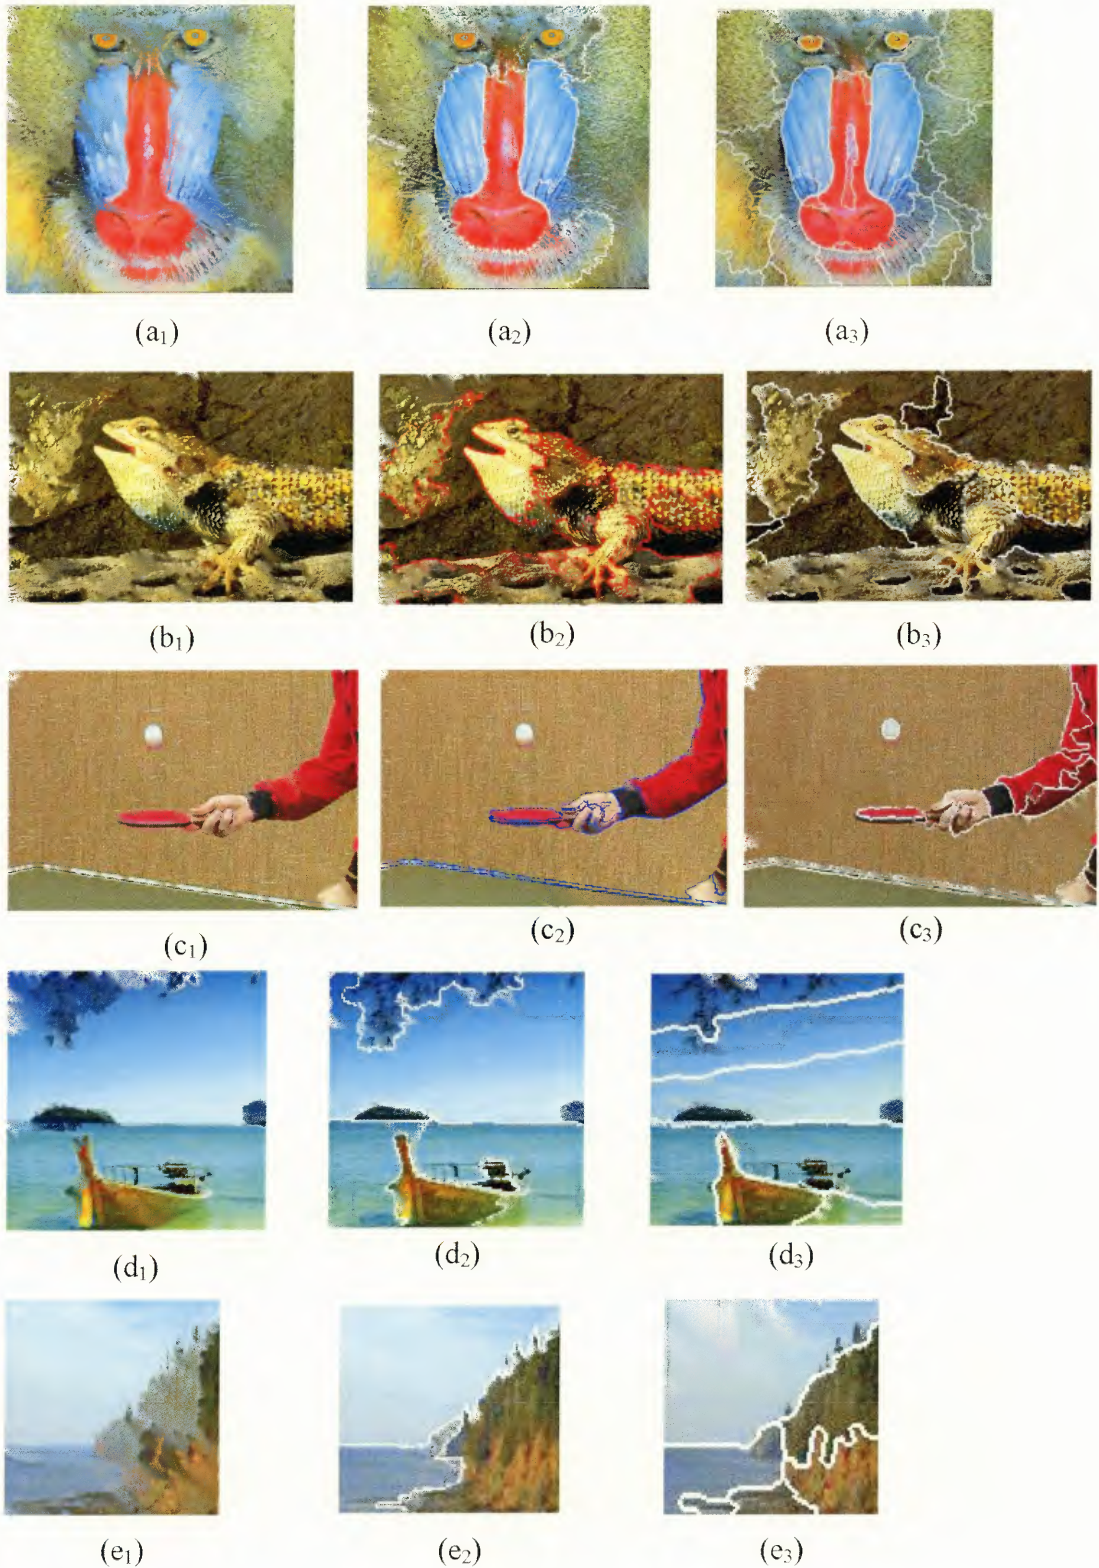 (a₁) (a₂) (a₃)
(b₁) (b₂) (b₃)
(c₁) (c₂) (c₃)
(d₁) (d₂) (d₃)
(e₁) (e₂) (e₃)